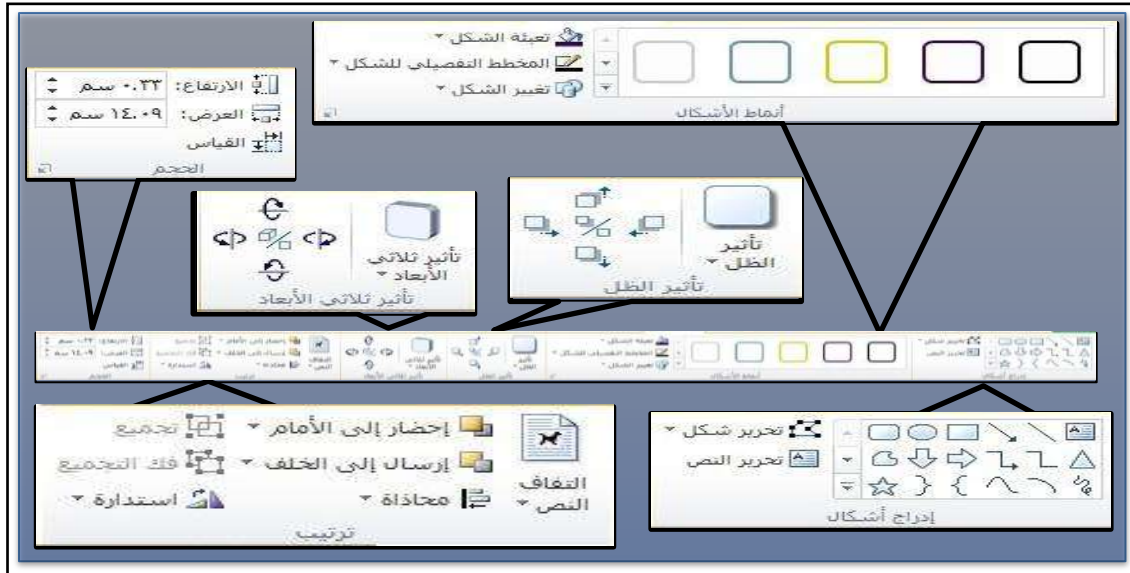 تعبئة الشكل
المخطط التفصيلي للشكل
تغيير الشكل
أنماط الأشكال
الارتفاع: ٠.٣٣ سم
العرض: ١٤.٠٩ سم
القياس
الحجم
تأثير الظل
تأثير الظل
تأثير ثلاثي الأبعاد
تأثير ثلاثي الأبعاد
تحرير شكل
تحرير النص
إدراج أشكال
التفاف النص
إحضار إلى الأمام
إرسال إلى الخلف
محاذاة
تجميع
فك التجميع
استدارة
ترتيب